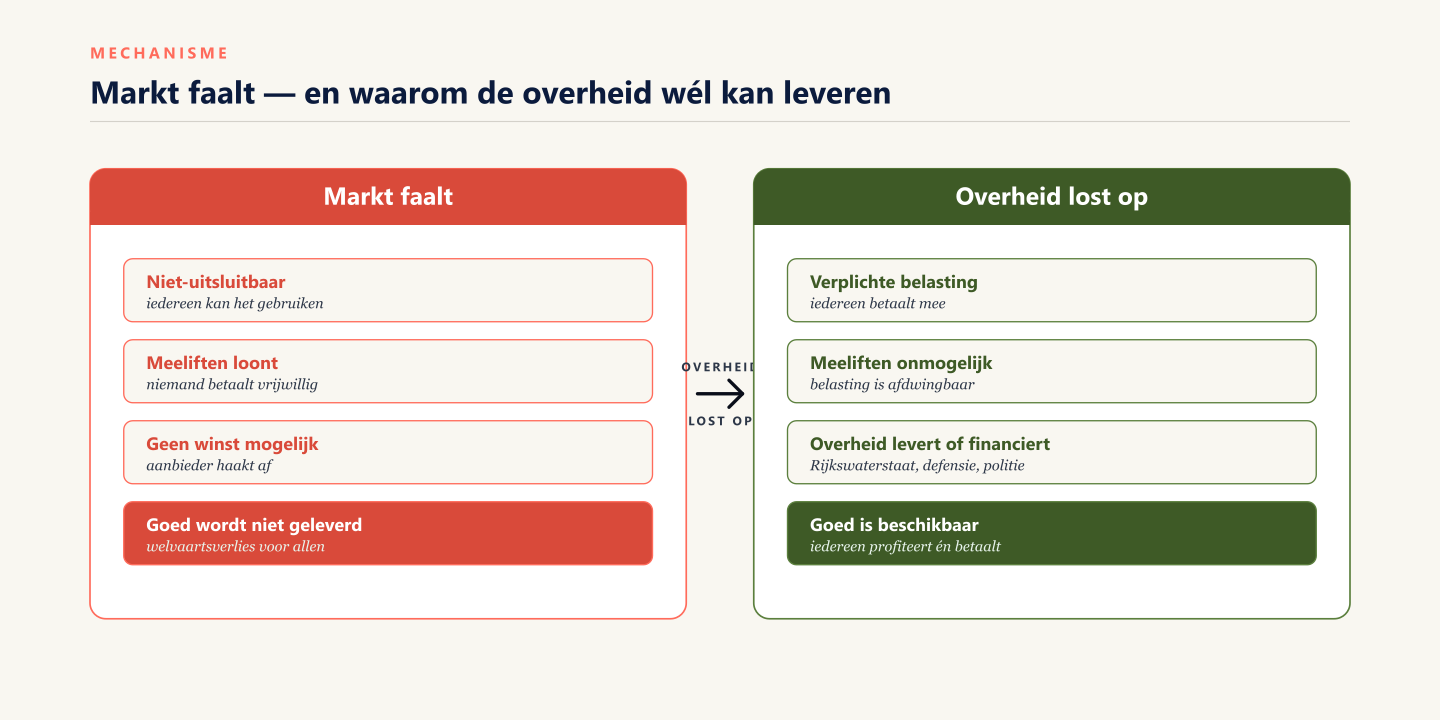 MECHANISME
Markt faalt — en waarom de overheid wél kan leveren
Markt faalt
Niet-uitsluitbaar
iedereen kan het gebruiken
Meeliften loont
niemand betaalt vrijwillig
Geen winst mogelijk
aanbieder haakt af
Goed wordt niet geleverd
welvaartsverlies voor allen
OVERHEID
LOST OP
Overheid lost op
Verplichte belasting
iedereen betaalt mee
Meeliften onmogelijk
belasting is afdwingbaar
Overheid levert of financiert
Rijkswaterstaat, defensie, politie
Goed is beschikbaar
iedereen profiteert én betaalt